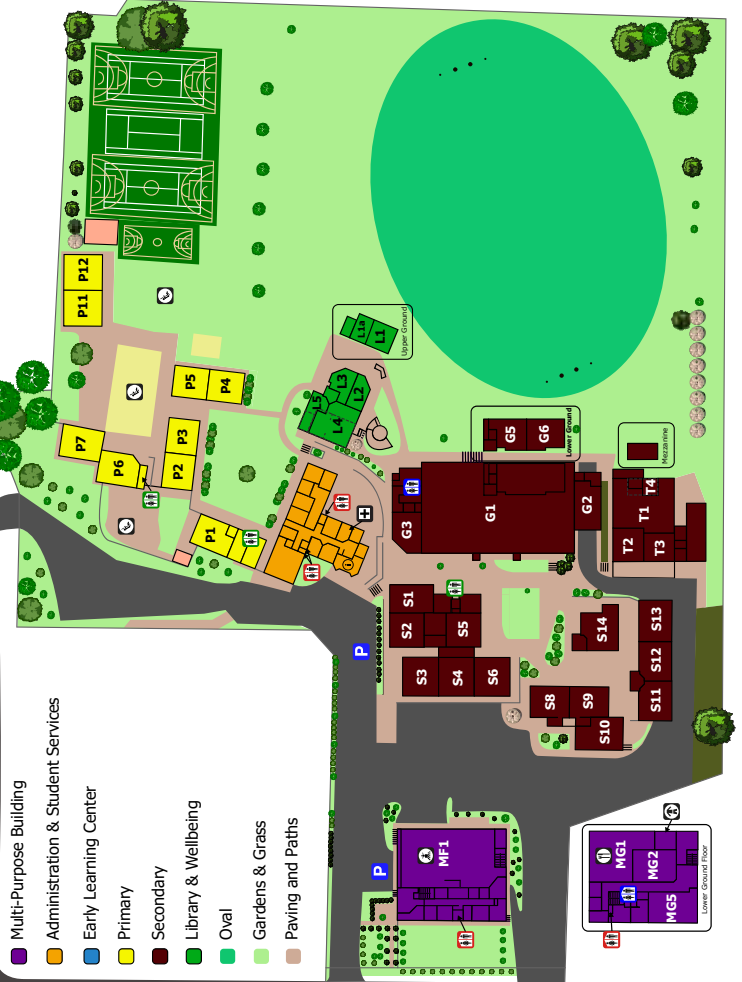 Multi-Purpose Building
Administration & Student Services
Early Learning Center
Primary
Secondary
Library & Wellbeing
Oval
Gardens & Grass
Paving and Paths
P12
P11
P7
P6
P5
P4
P3
P2
P1
L1a
L1
Upper Ground
L3
L2
L5
L4
G5
G6
Lower Ground
Mezzanine
G3
G1
G2
T4
T1
T2
T3
S1
S2
S5
S3
S4
S6
S14
S13
S12
S11
S8
S9
S10
P
P
MF1
MG1
MG2
MG5
Lower Ground Floor